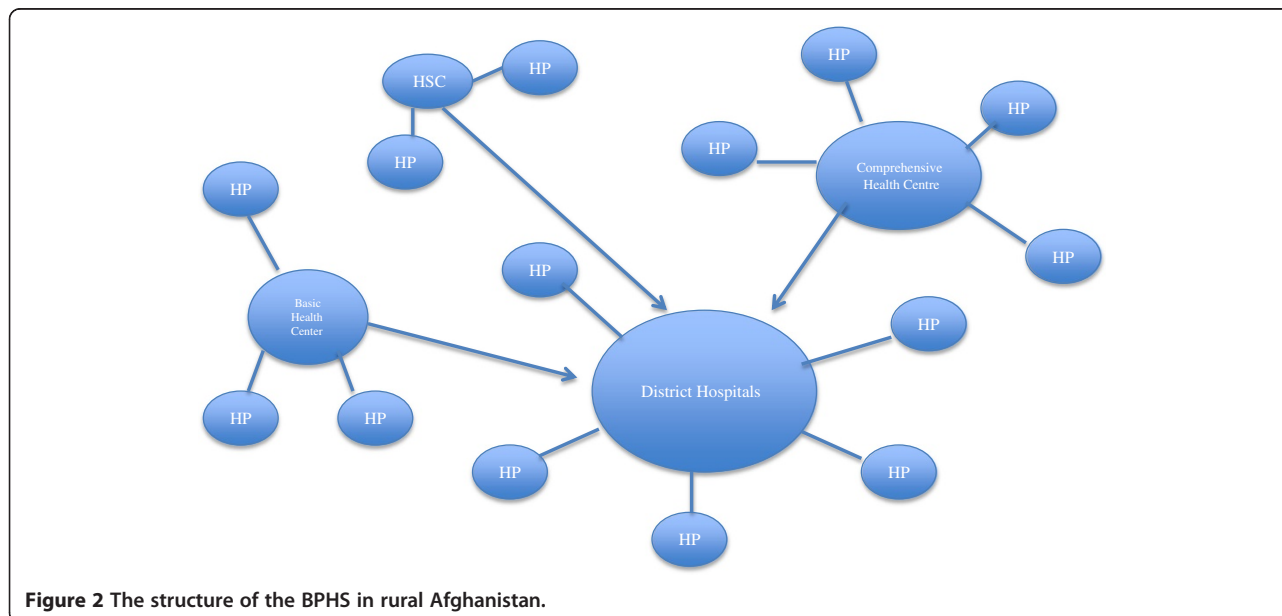 HP
HSC
HP
HP
HP
HP
HP
Comprehensive
Health Centre
HP
HP
HP
Basic
Health
Center
HP
District Hospitals
HP
HP
HP
HP
HP
Figure 2 The structure of the BPHS in rural Afghanistan.